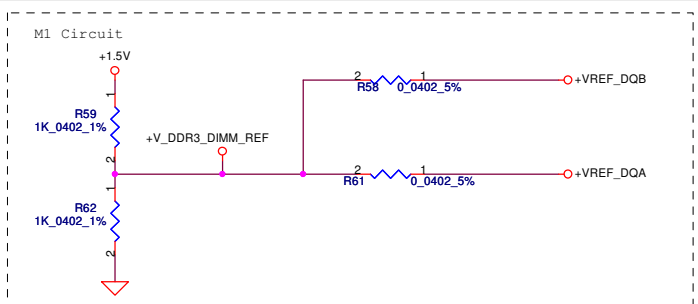 M1 Circuit
+1.5V
1
R59
1K_0402_1%
2
+V_DDR3_DIMM_REF
2
1
R58
0_0402_5%
+VREF_DQB
2
1
R61
0_0402_5%
+VREF_DQA
1
R62
1K_0402_1%
2